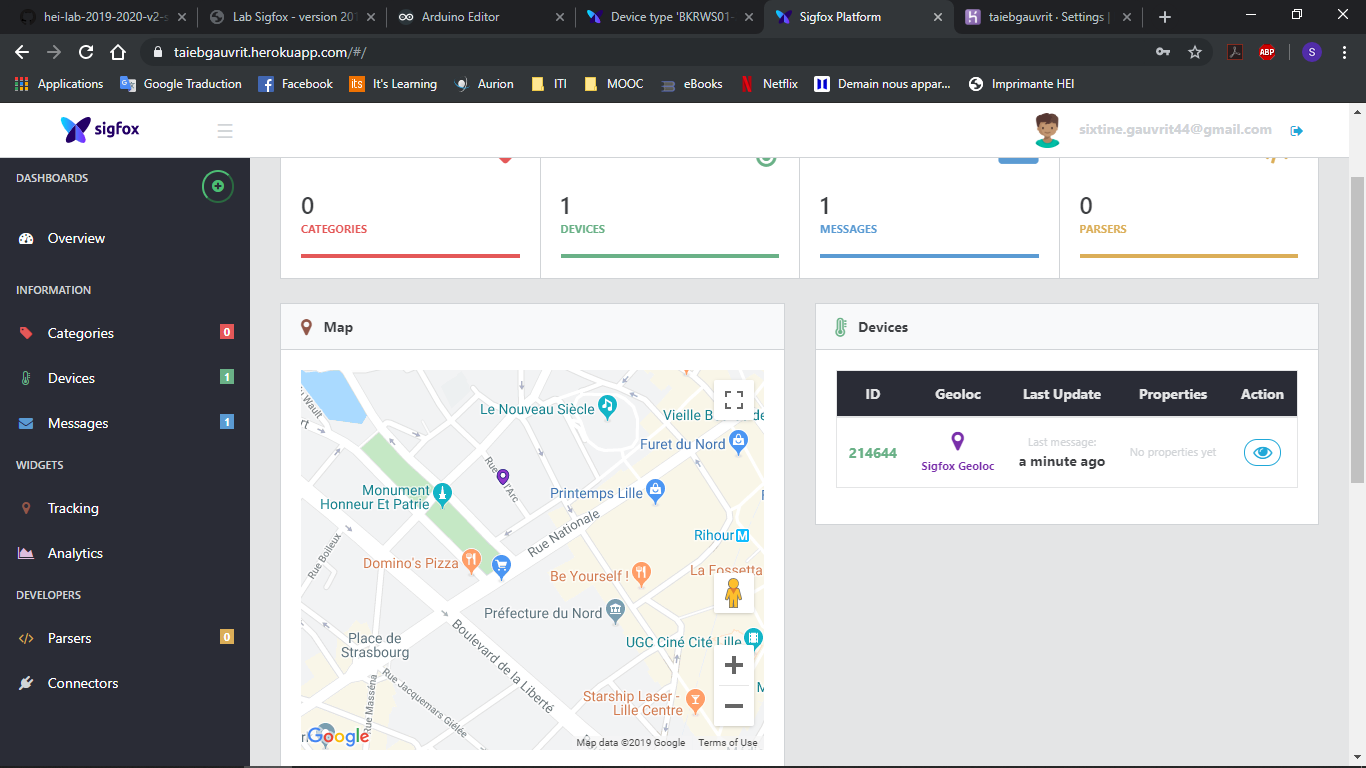 hei-lab-2019-2020-v2-s
Lab Sigfox - version 201
Arduino Editor
Device type 'BKRWS01-
Sigfox Platform
taiebgauvrit · Settings |
taiebgauvrit.herokuapp.com/#/
ABP
S
Applications
Google Traduction
Facebook
its
It's Learning
Aurion
ITI
MOOC
eBooks
Netflix
Demain nous appar...
Imprimante HEI
sigfox
sixtine.gauvrit44@gmail.com
DASHBOARDS
Overview
INFORMATION
Categories 0
Devices 1
Messages 1
WIDGETS
Tracking
Analytics
DEVELOPERS
Parsers 0
Connectors
0
CATEGORIES
1
DEVICES
1
MESSAGES
0
PARSERS
Map
Le Nouveau Siècle
Furet du Nord
Monument
Honneur Et Patrie
Printemps Lille
Rue Nationale
Rihour M
Domino's Pizza
Be Yourself !
La Fossetta
Rue Boileux
Préfecture du Nord
Place de
Strasbourg
Boulevard de la Liberté
UGC Ciné Cité Lille
Rue Jacquemars Giélée
Rue Masséna
Starship Laser -
Lille Centre
Google
Map data ©2019 Google
Terms of Use
Devices
ID Geoloc Last Update Properties Action
214644
Sigfox Geoloc
Last message:
a minute ago
No properties yet